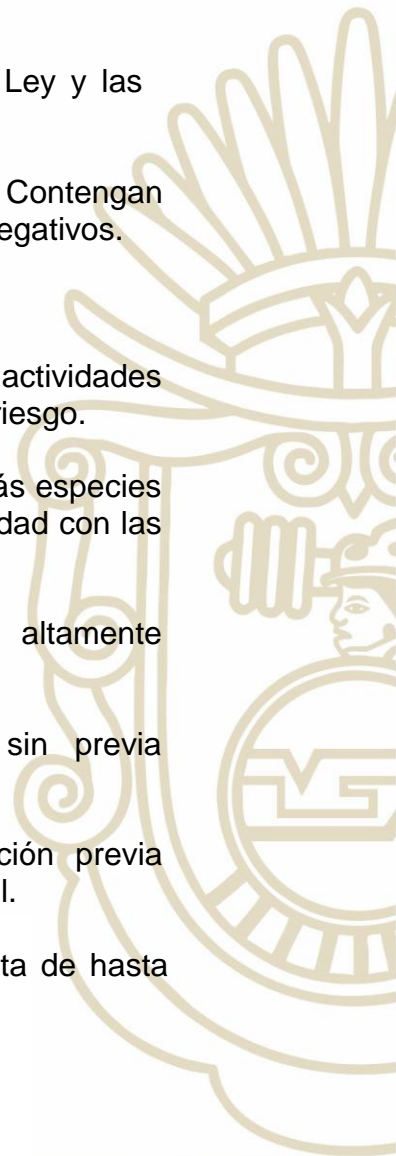 Ley y las
Contengan
egativos.
actividades
riesgo.
ás especies
dad con las
altamente
sin previa
ción previa
l.
ta de hasta